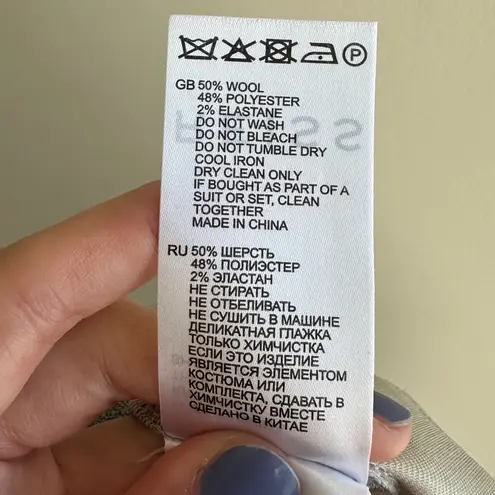 P
GB 50% WOOL
48% POLYESTER
2% ELASTANE
DO NOT WASH
DO NOT BLEACH
DO NOT TUMBLE DRY
COOL IRON
DRY CLEAN ONLY
IF BOUGHT AS PART OF A
SUIT OR SET, CLEAN
TOGETHER
MADE IN CHINA
RU 50% ШЕРСТЬ
48% ПОЛИЭСТЕР
2% ЭЛАСТАН
НЕ СТИРАТЬ
НЕ ОТБЕЛИВАТЬ
НЕ СУШИТЬ В МАШИНЕ
ДЕЛИКАТНАЯ ГЛАЖКА
ТОЛЬКО ХИМЧИСТКА
ЕСЛИ ЭТО ИЗДЕЛИЕ
ЯВЛЯЕТСЯ ЭЛЕМЕНТОМ
КОСТЮМА ИЛИ
КОМПЛЕКТА, СДАВАТЬ В
ХИМЧИСТКУ ВМЕСТЕ
СДЕЛАНО В КИТАЕ